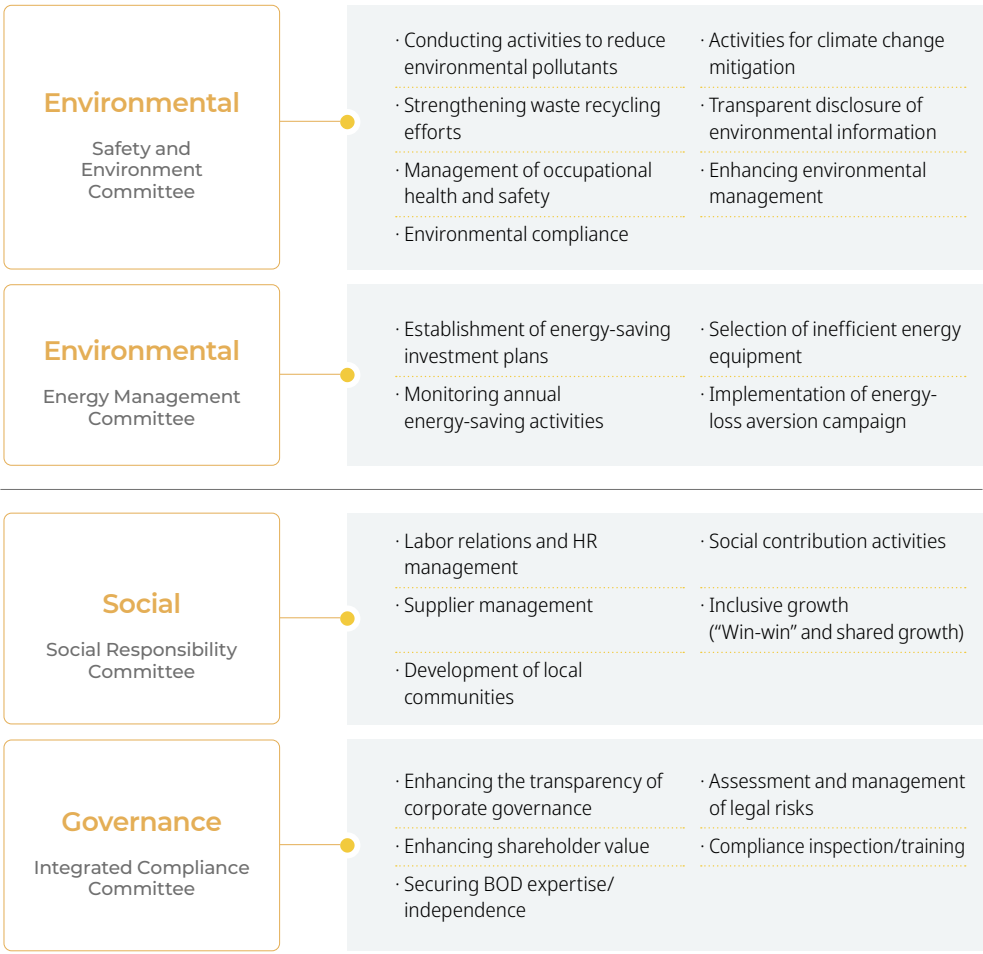 Environmental
Safety and
Environment
Committee
· Conducting activities to reduce
environmental pollutants
· Strengthening waste recycling
efforts
· Management of occupational
health and safety
· Environmental compliance
· Activities for climate change
mitigation
· Transparent disclosure of
environmental information
· Enhancing environmental
management
Environmental
Energy Management
Committee
· Establishment of energy-saving
investment plans
· Monitoring annual
energy-saving activities
· Selection of inefficient energy
equipment
· Implementation of energy-
loss aversion campaign
Social
Social Responsibility
Committee
· Labor relations and HR
management
· Supplier management
· Development of local
communities
· Social contribution activities
· Inclusive growth
(“Win-win” and shared growth)
Governance
Integrated Compliance
Committee
· Enhancing the transparency of
corporate governance
· Enhancing shareholder value
· Securing BOD expertise/
independence
· Assessment and management
of legal risks
· Compliance inspection/training